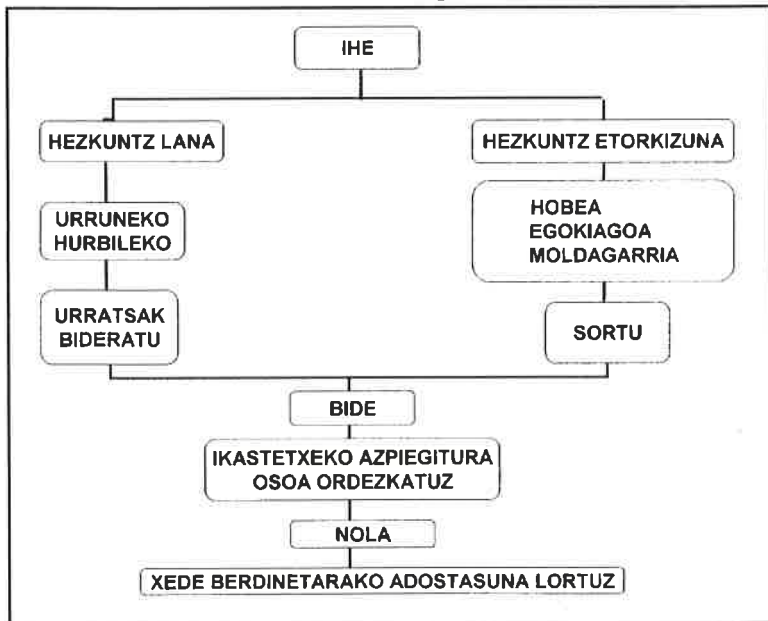 IHE
HEZKUNTZ LANA
URRUNEKO
HURBILEKO
URRATSAK
BIDERATU
HEZKUNTZ ETORKIZUNA
HOBEA
EGOKIAGOA
MOLDAGARRIA
SORTU
BIDE
IKASTETXEKO AZPIEGITURA
OSOA ORDEZKATUZ
NOLA
XEDE BERDINETARAKO ADOSTASUNA LORTUZ